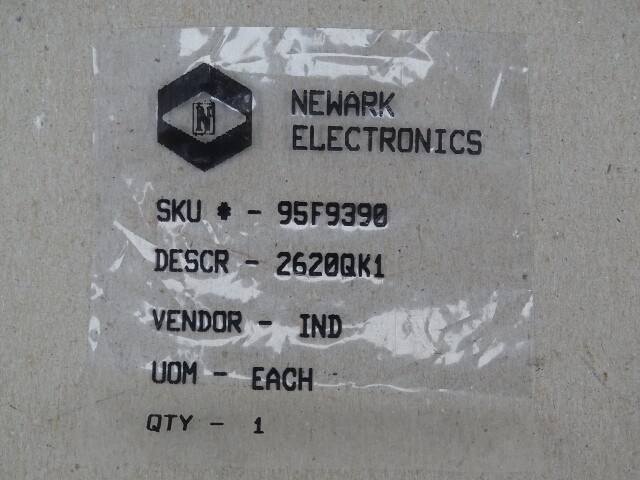 N
NEWARK
ELECTRONICS
SKU # - 95F9390
DESCR - 2620QK1
VENDOR - IND
UOM - EACH
QTY - 1